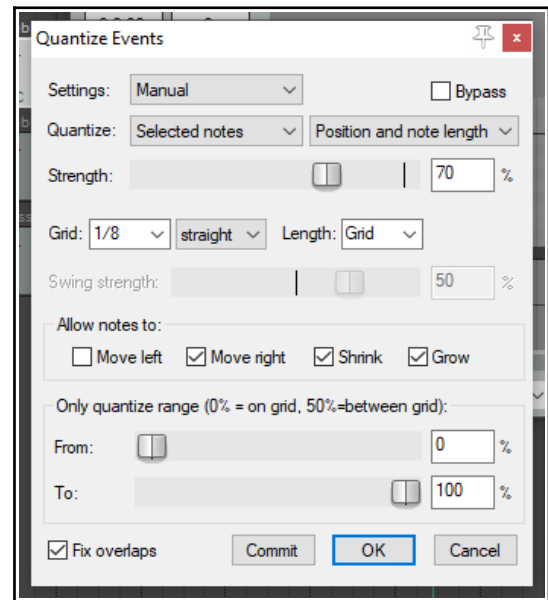 Quantize Events
Settings: Manual Bypass
Quantize: Selected notes Position and note length
Strength: 70 %
Grid: 1/8 straight Length: Grid
Swing strength: 50 %
Allow notes to:
Move left Move right Shrink Grow
Only quantize range (0% = on grid, 50%=between grid):
From: 0 %
To: 100 %
Fix overlaps Commit OK Cancel